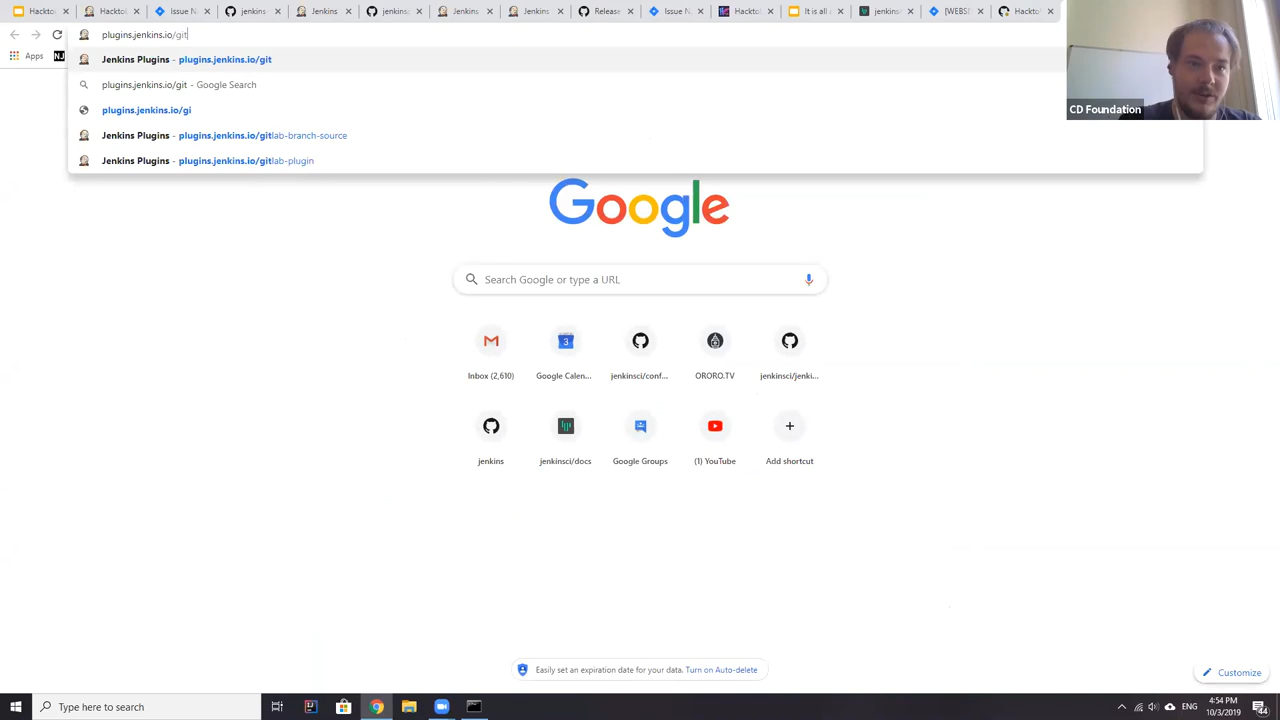 Hackto
Hackto
Issue N
jenkins
Jenkins
jenkins
Jenkins
Jenkins
Release
Issue N
Hackto
It is all
jenkins
[WEBS
Hackto
plugins.jenkins.io/git
Apps
NJ
Jenkins Plugins - plugins.jenkins.io/git
plugins.jenkins.io/git - Google Search
plugins.jenkins.io/gi
Jenkins Plugins - plugins.jenkins.io/gitlab-branch-source
Jenkins Plugins - plugins.jenkins.io/gitlab-plugin
CD Foundation
Google
Search Google or type a URL
3
Inbox (2,610)
Google Calen...
jenkinsci/conf...
ORORO.TV
jenkinsci/jenki...
jenkins
jenkinsci/docs
Google Groups
(1) YouTube
Add shortcut
Easily set an expiration date for your data. Turn on Auto-delete
Customize
Type here to search
ENG
4:54 PM
10/3/2019
44